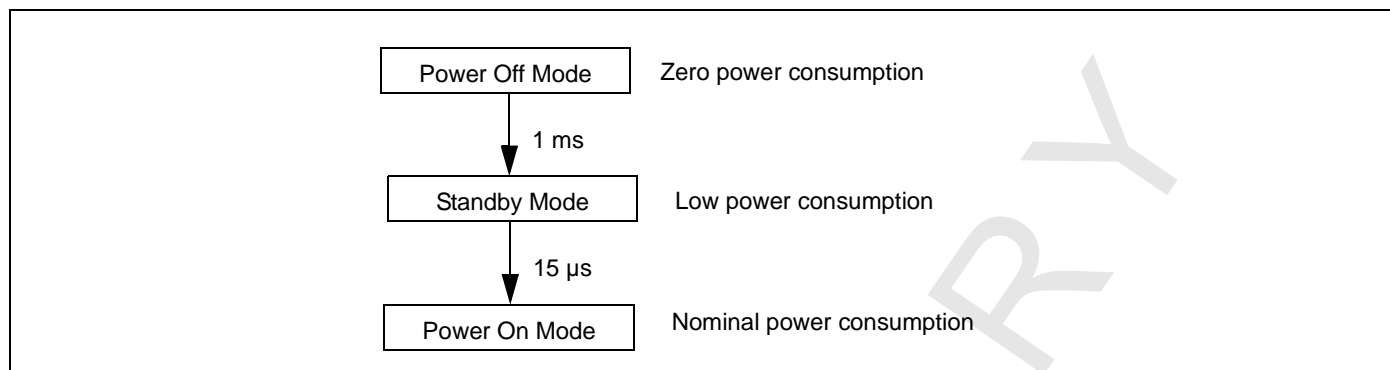 Power Off Mode Zero power consumption
1 ms
Standby Mode Low power consumption
15 µs
Power On Mode Nominal power consumption
R Y